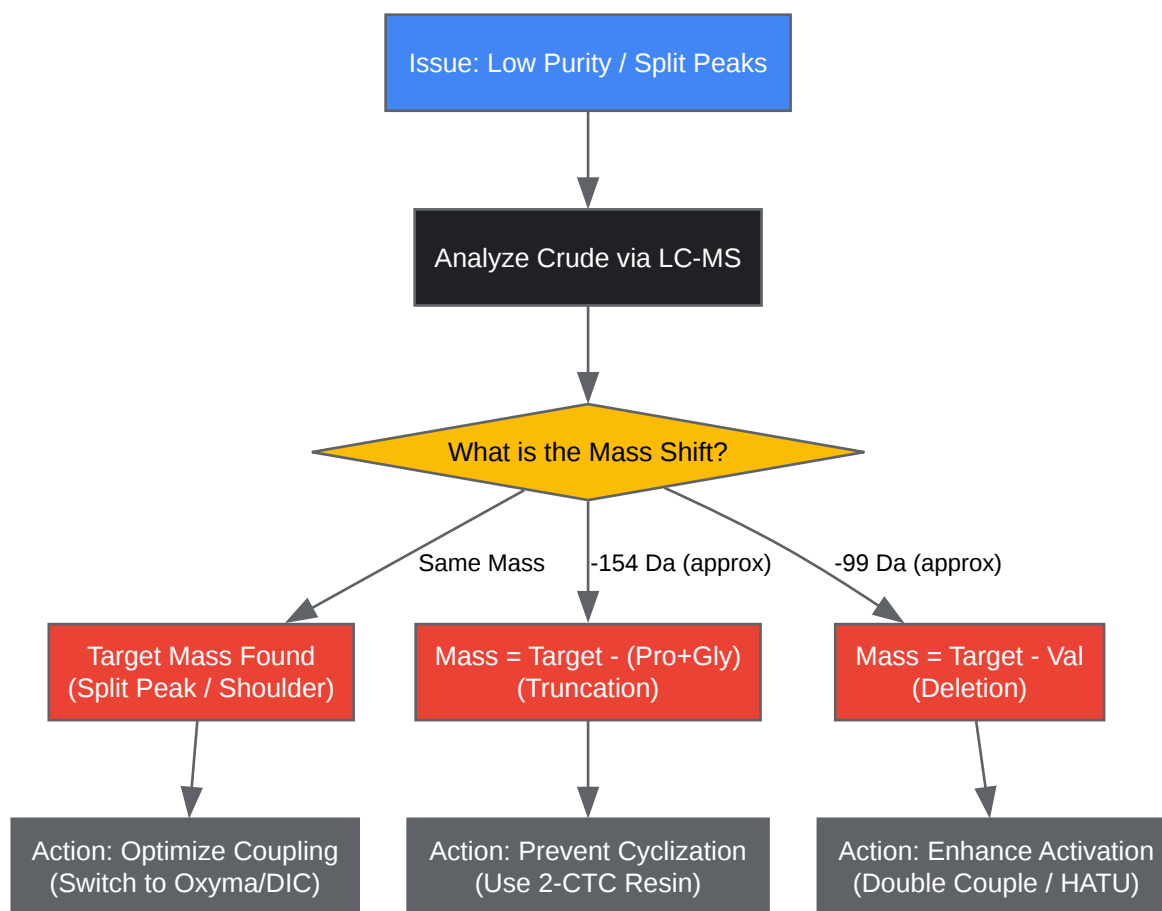 Issue: Low Purity / Split Peaks
Analyze Crude via LC-MS
What is the Mass Shift?
Same Mass
-154 Da (approx)
-99 Da (approx)
Target Mass Found
(Split Peak / Shoulder)
Mass = Target - (Pro+Gly)
(Truncation)
Mass = Target - Val
(Deletion)
Action: Optimize Coupling
(Switch to Oxyma/DIC)
Action: Prevent Cyclization
(Use 2-CTC Resin)
Action: Enhance Activation
(Double Couple / HATU)